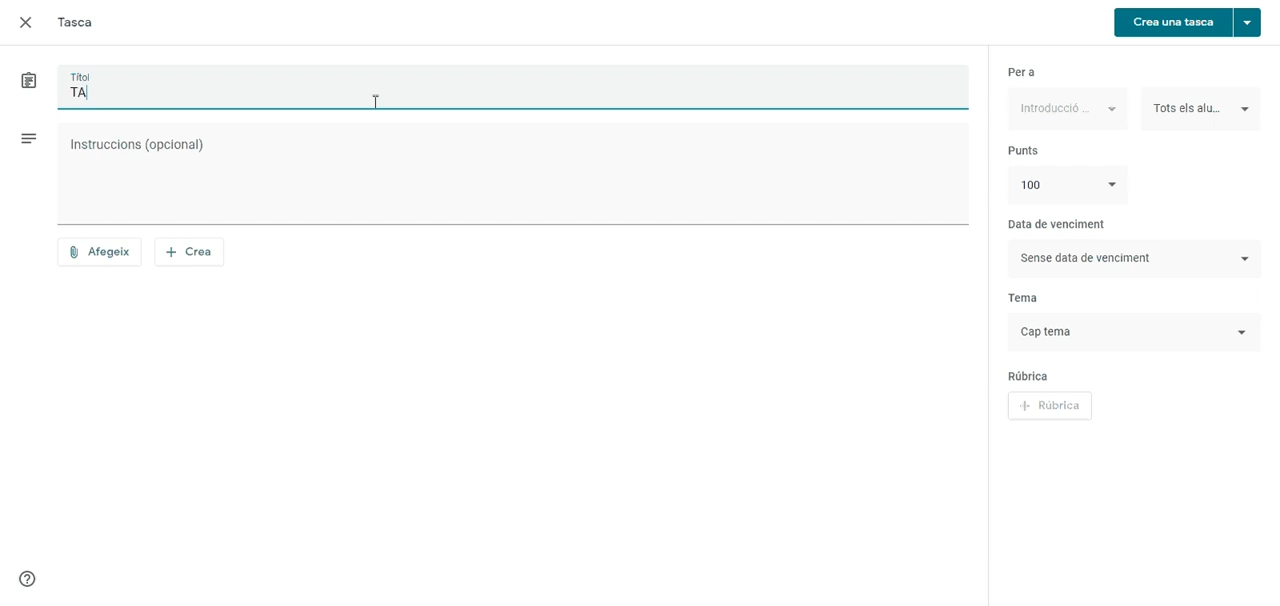 Tasca
Crea una tasca
Títol
TA
Instruccions (opcional)
Afegeix
Crea
Per a
Introducció ...
Tots els alu...
Punts
100
Data de venciment
Sense data de venciment
Tema
Cap tema
Rúbrica
Rúbrica